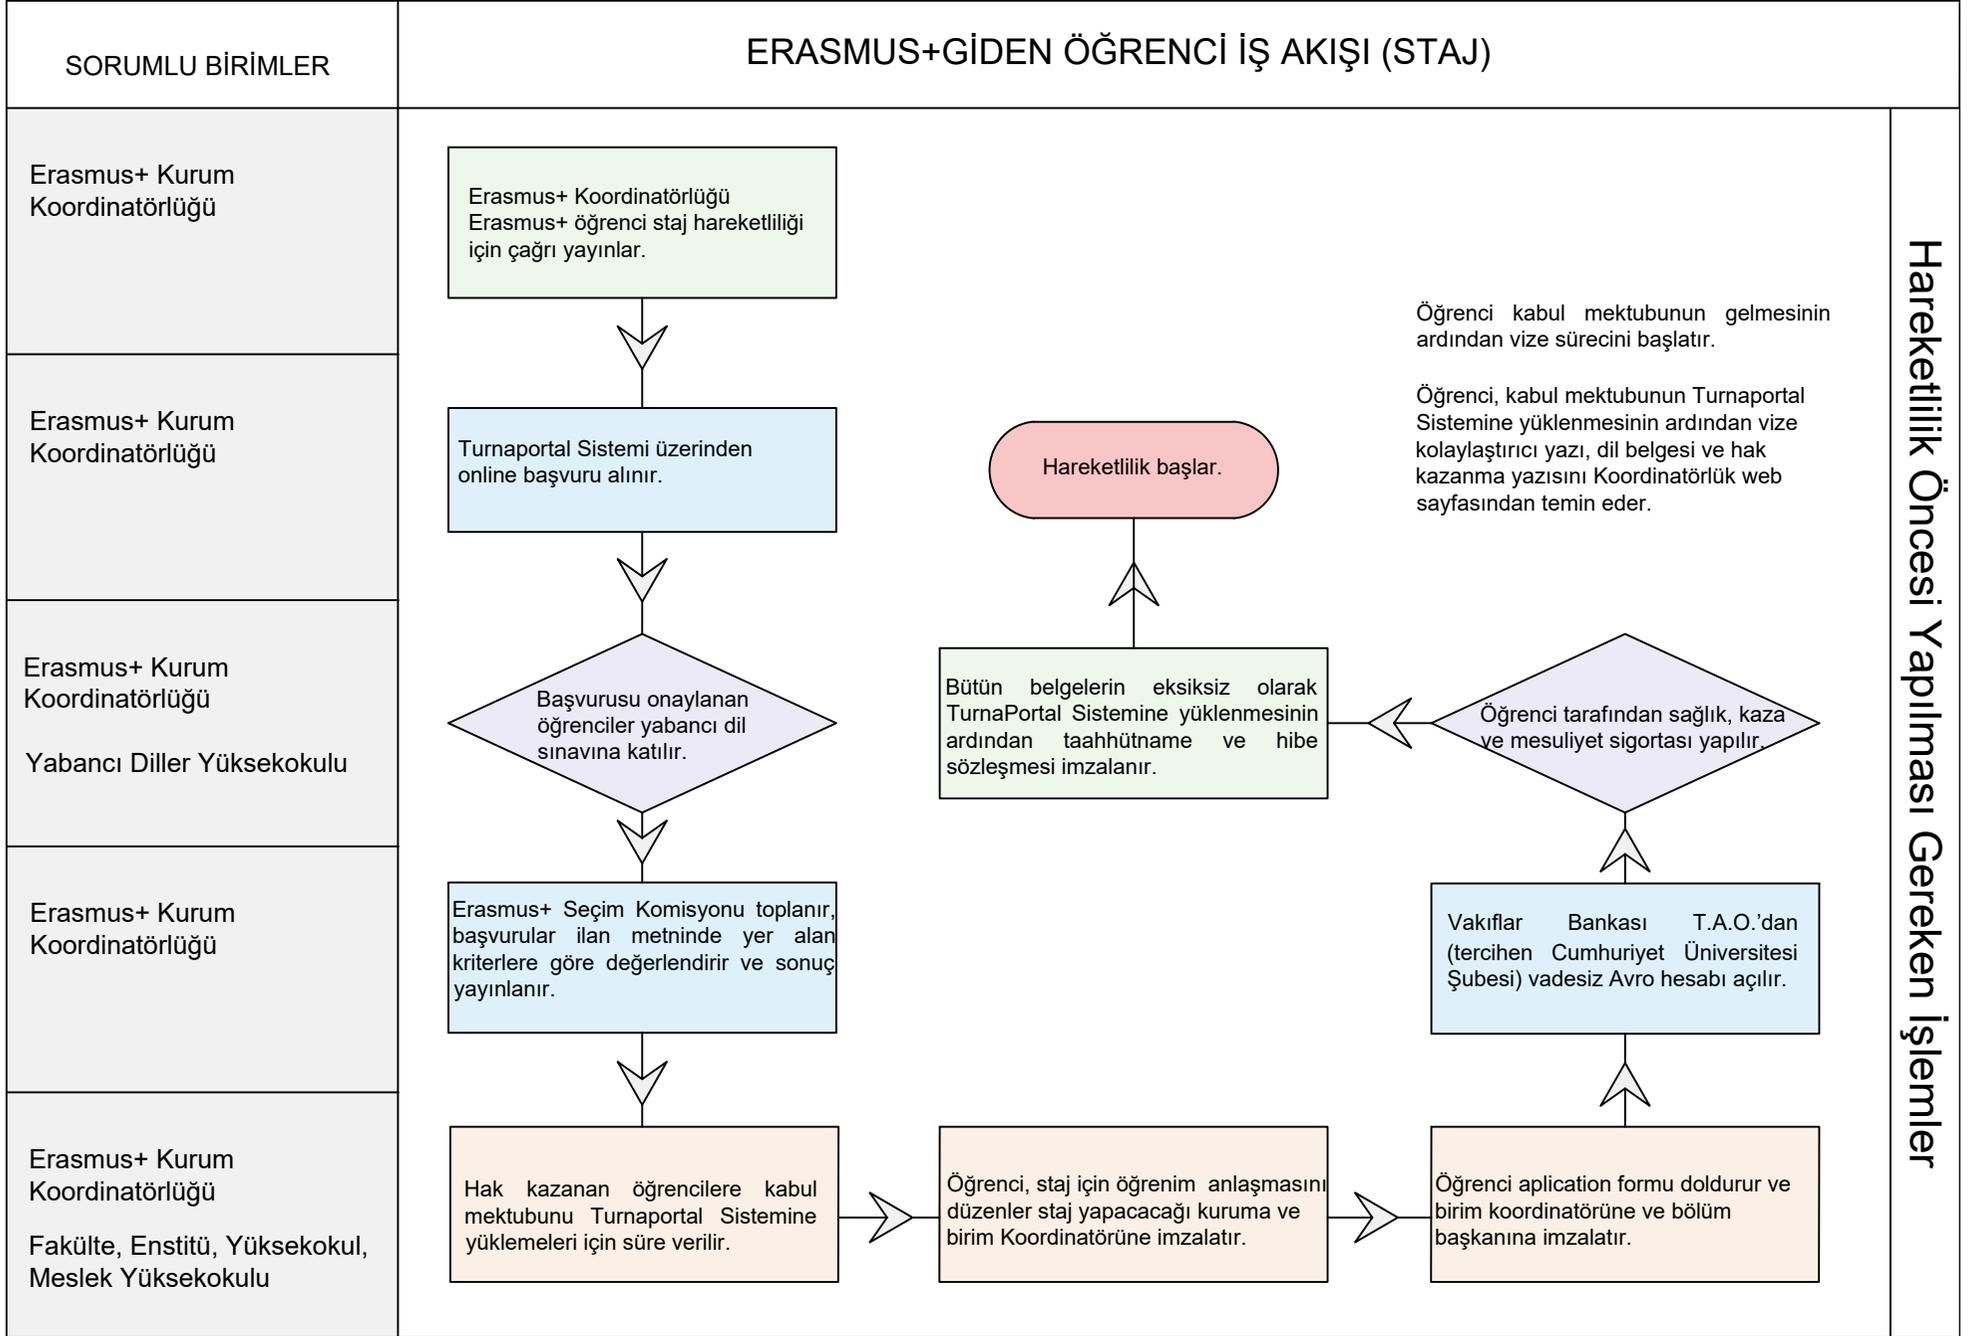 SORUMLU BİRİMLER
ERASMUS+GİDEN ÖĞRENCİ İŞ AKIŞI (STAJ)
Erasmus+ Kurum
Koordinatörlüğü
Erasmus+ Kurum
Koordinatörlüğü
Erasmus+ Kurum
Koordinatörlüğü
Yabancı Diller Yüksekokulu
Erasmus+ Kurum
Koordinatörlüğü
Erasmus+ Kurum
Koordinatörlüğü
Fakülte, Enstitü, Yüksekokul,
Meslek Yüksekokulu
Erasmus+ Koordinatörlüğü
Erasmus+ öğrenci staj hareketliliği
için çağrı yayınlar.
Turnaportal Sistemi üzerinden
online başvuru alınır.
Başvurusu onaylanan
öğrenciler yabancı dil
sınavına katılır.
Erasmus+ Seçim Komisyonu toplanır,
başvurular ilan metninde yer alan
kriterlere göre değerlendirir ve sonuç
yayınlanır.
Hak kazanan öğrencilere kabul
mektubunu Turnaportal Sistemine
yüklemeleri için süre verilir.
Öğrenci, staj için öğrenim anlaşmasını
düzenler staj yapacacağı kuruma ve
birim Koordinatörüne imzalatır.
Öğrenci aplication formu doldurur ve
birim koordinatörüne ve bölüm
başkanına imzalatır.
Vakıflar Bankası T.A.O.’dan
(tercihen Cumhuriyet Üniversitesi
Şubesi) vadesiz Avro hesabı açılır.
Öğrenci tarafından sağlık, kaza
ve mesuliyet sigortası yapılır.
Bütün belgelerin eksiksiz olarak
TurnaPortal Sistemine yüklenmesinin
ardından taahhütname ve hibe
sözleşmesi imzalanır.
Hareketlilik başlar.
Öğrenci kabul mektubunun gelmesinin
ardından vize sürecini başlatır.
Öğrenci, kabul mektubunun Turnaportal
Sistemine yüklenmesinin ardından vize
kolaylaştırıcı yazı, dil belgesi ve hak
kazanma yazısını Koordinatörlük web
sayfasından temin eder.
Hareketlilik Öncesi Yapılması Gereken İşlemler